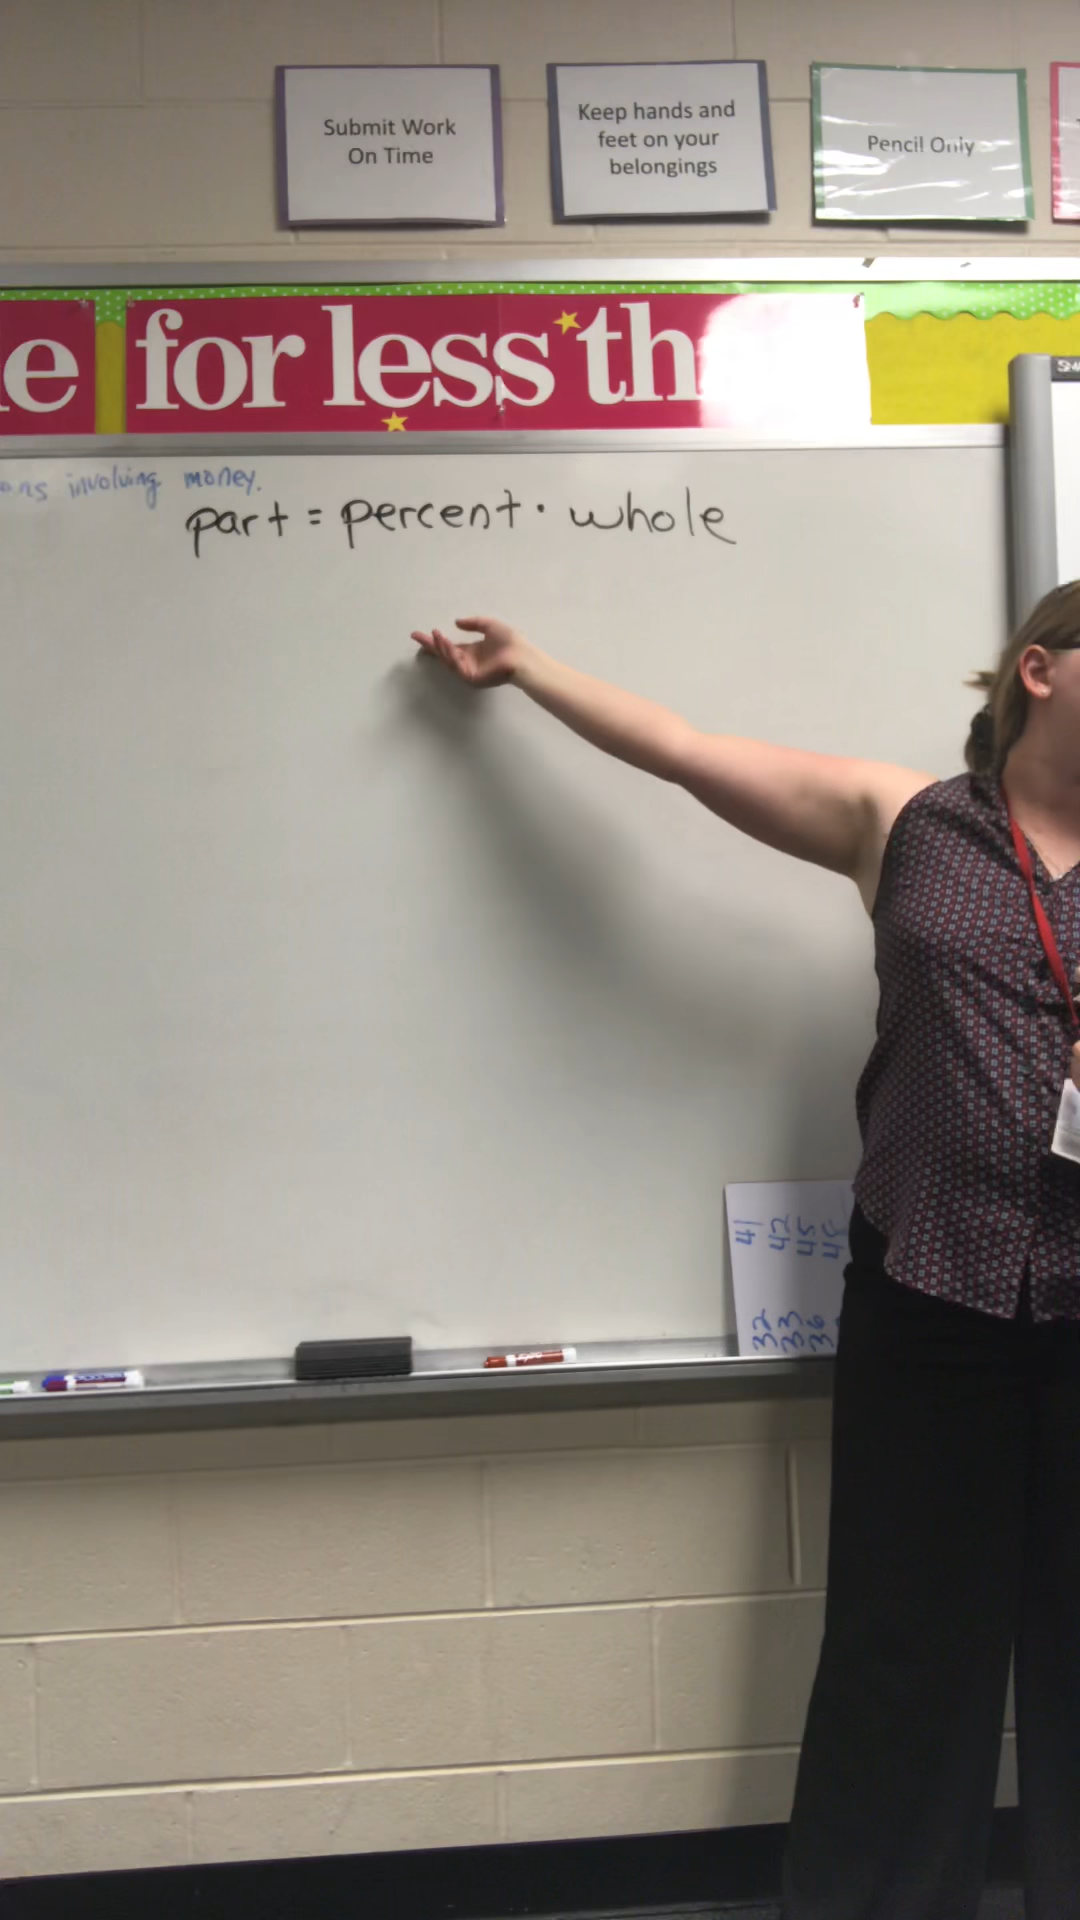 Submit Work
On Time
Keep hands and
feet on your
belongings
Pencil Only
for less th
involving money.
part = percent · whole
41
42
45
32
33
36